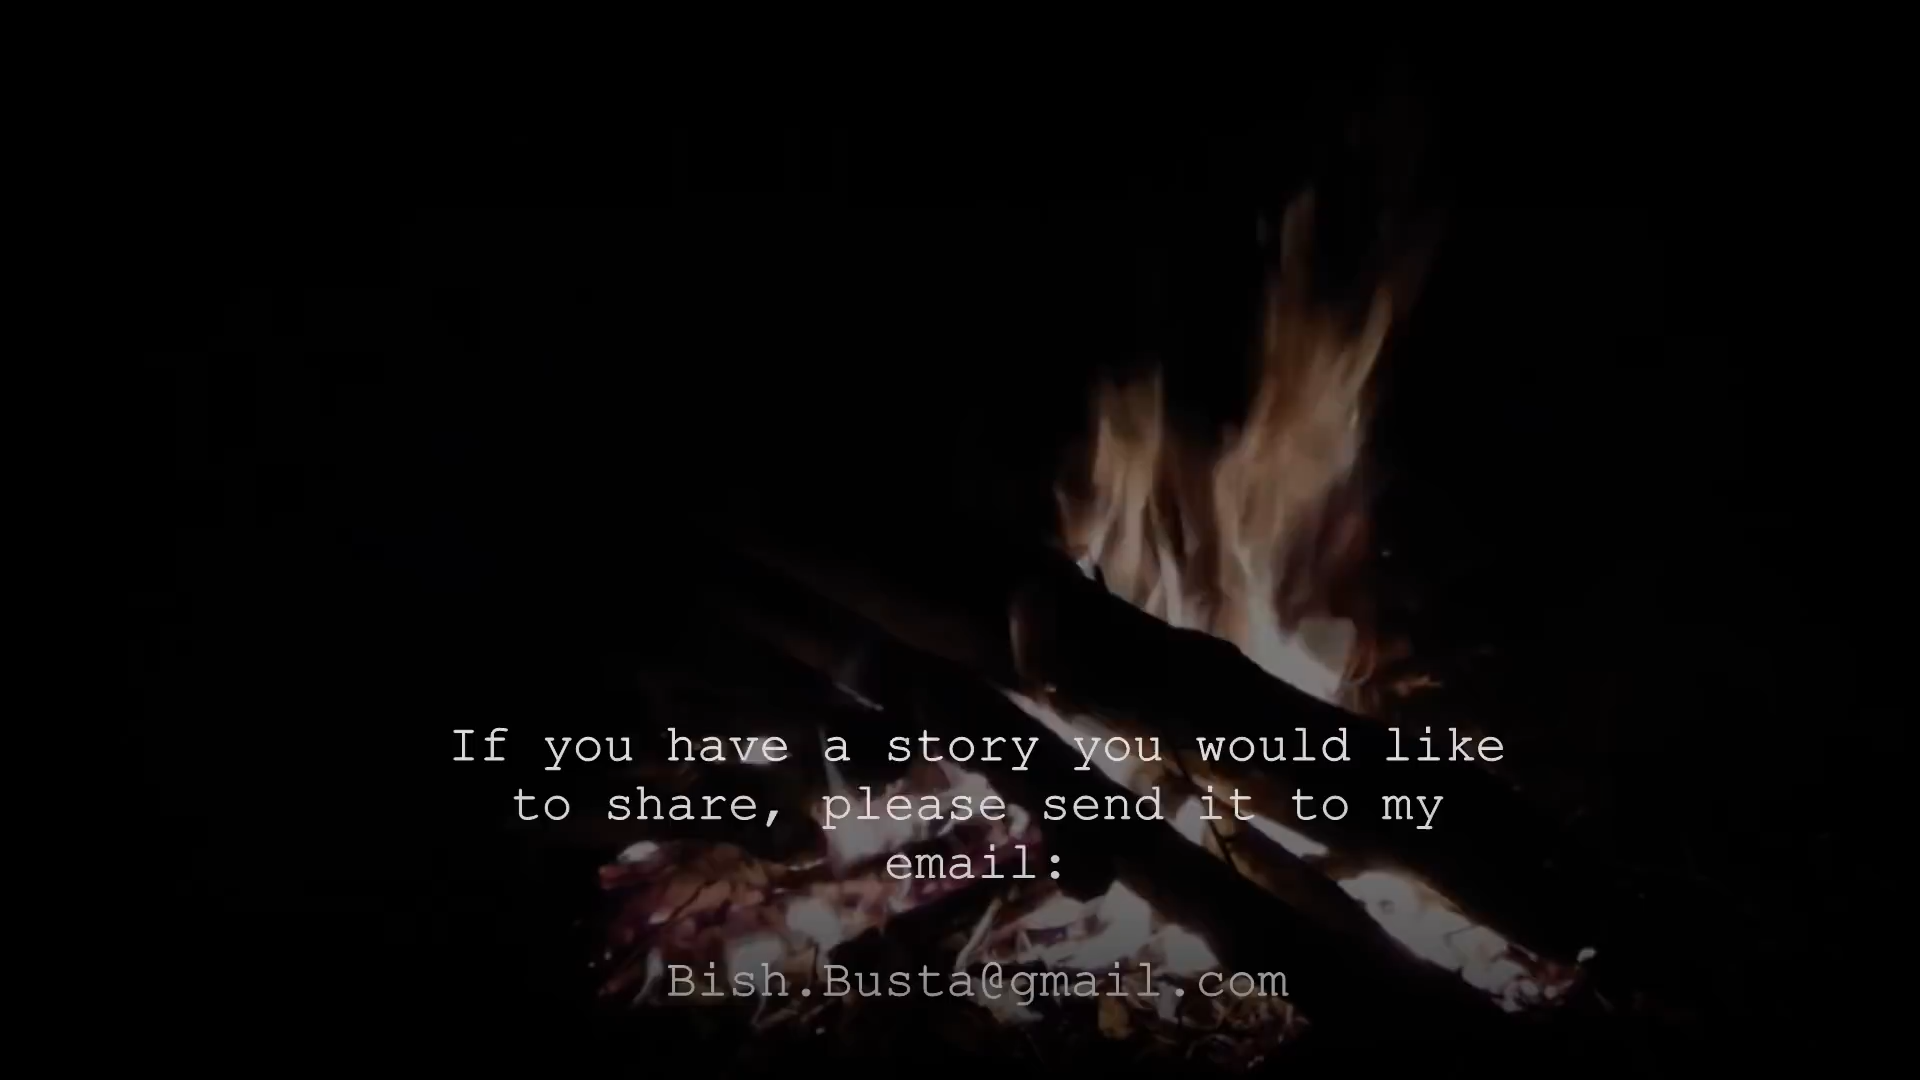 If you have a story you would like
to share, please send it to my
email:
Bish.Busta@gmail.com